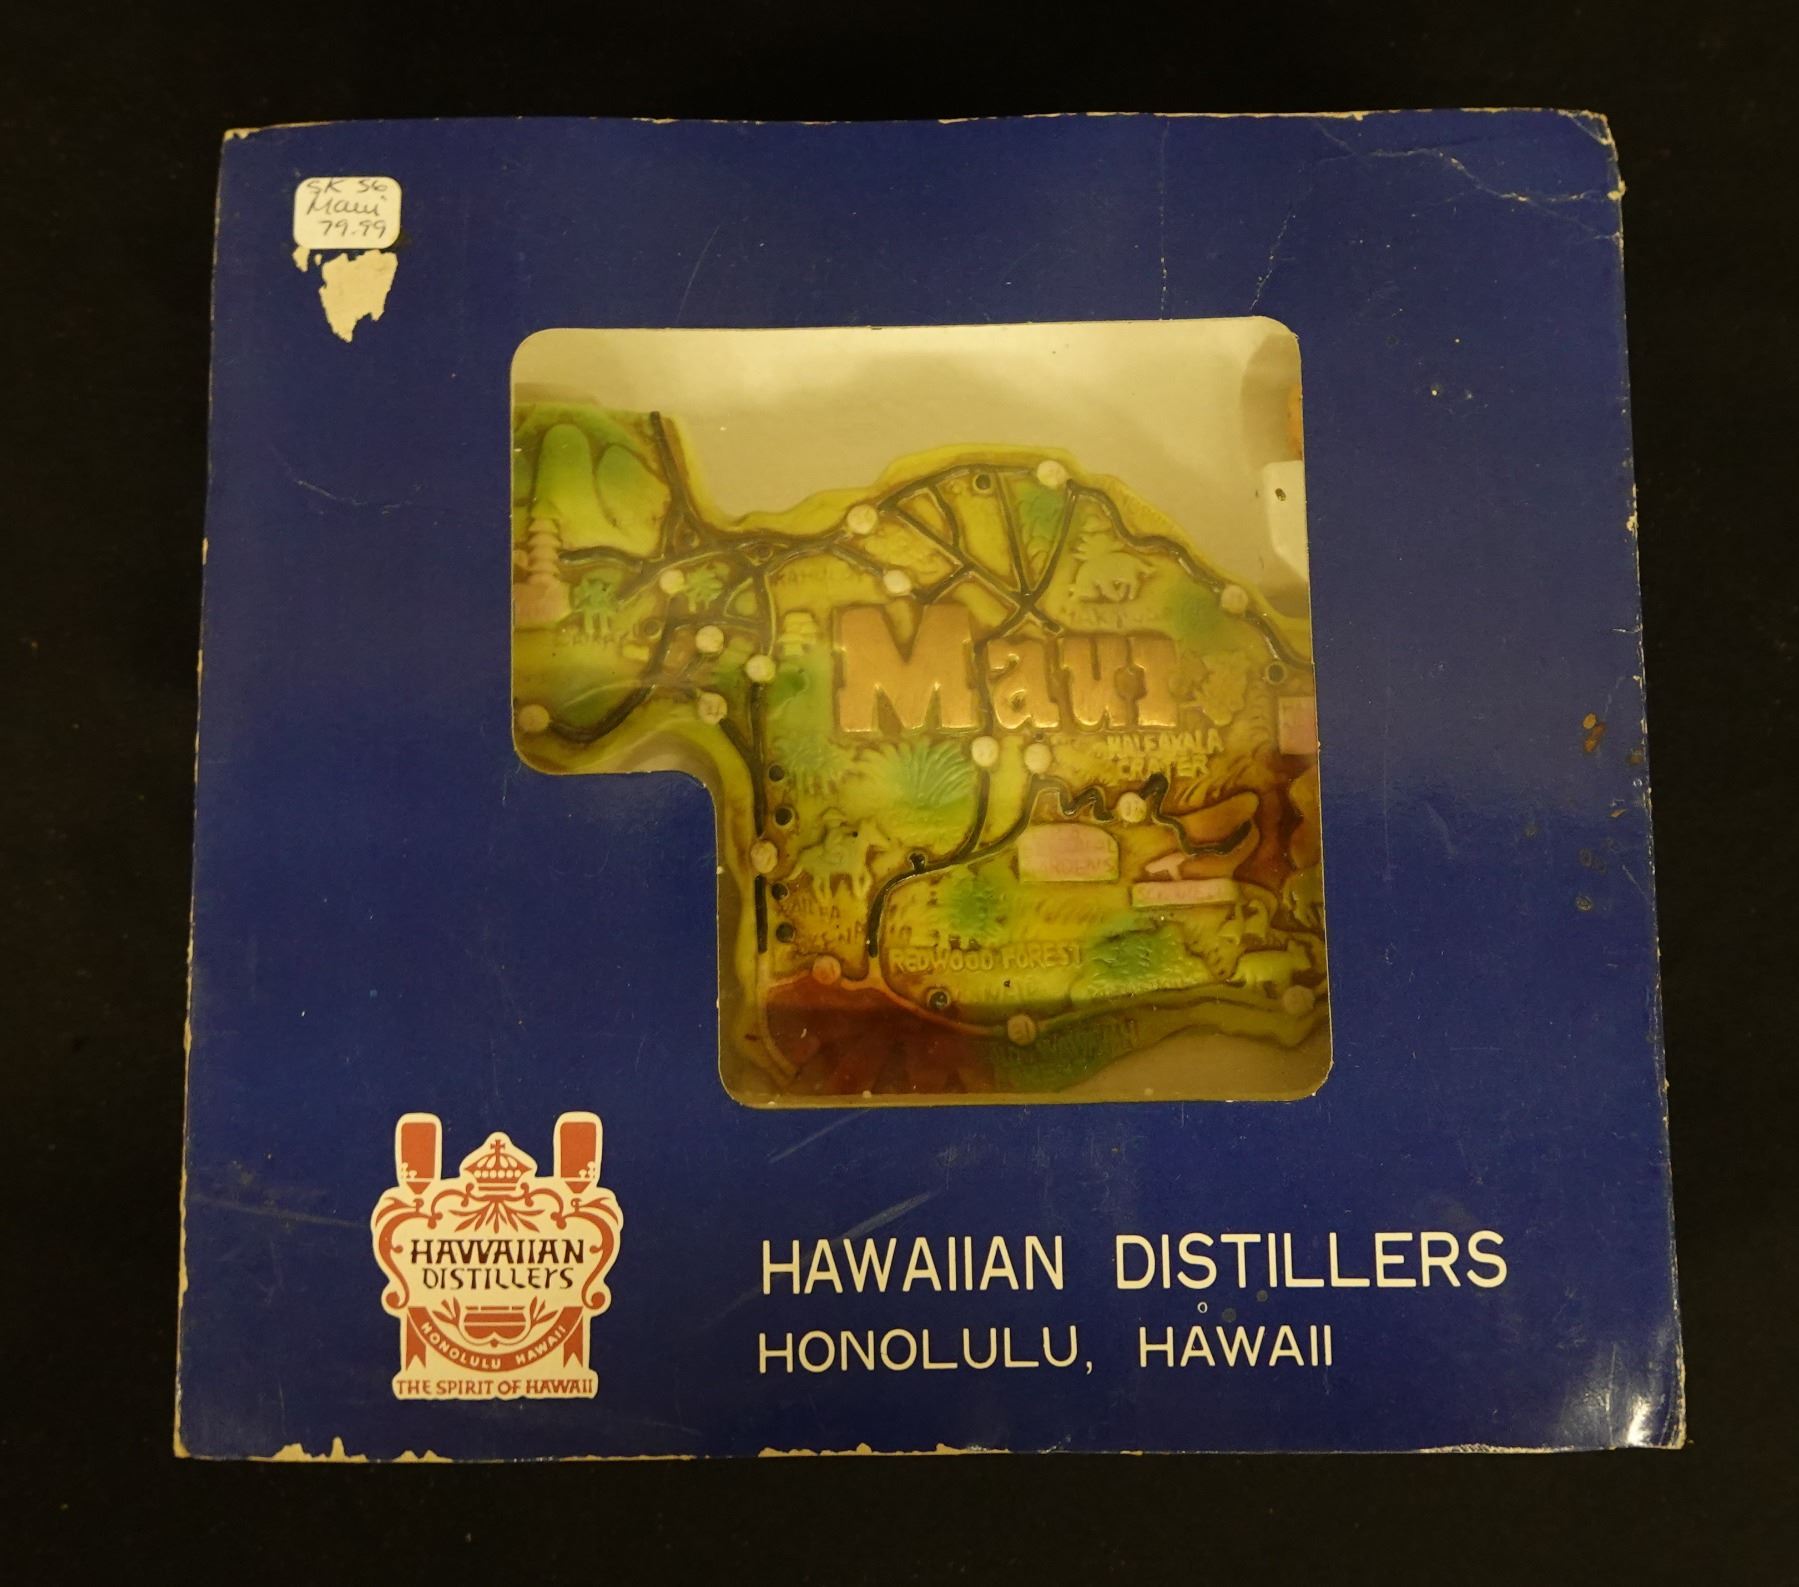 SK 56
Maui
79.99
KAHULUI
Maui
HALEAKALA
CRATER
REDWOOD FOREST
HAWAIIAN
DISTILLERS
HONOLULU HAWAII
THE SPIRIT OF HAWAII
HAWAIIAN DISTILLERS
HONOLULU, HAWAII